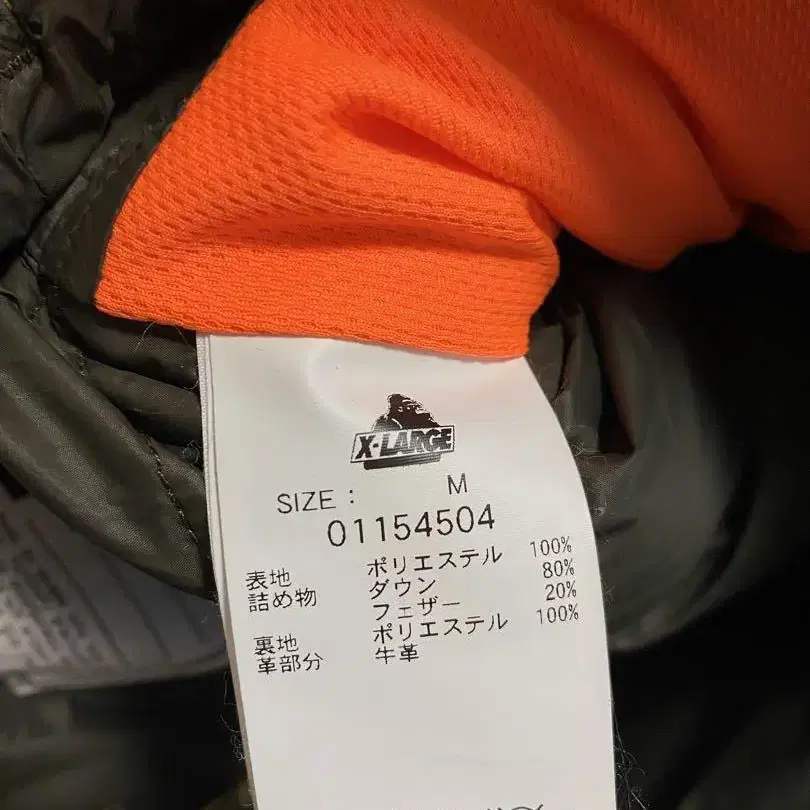 X-LARGE
SIZE : M
01154504
表地 ポリエステル 100%
詰め物 ダウン 80%
フェザー 20%
裏地 ポリエステル 100%
革部分 牛革